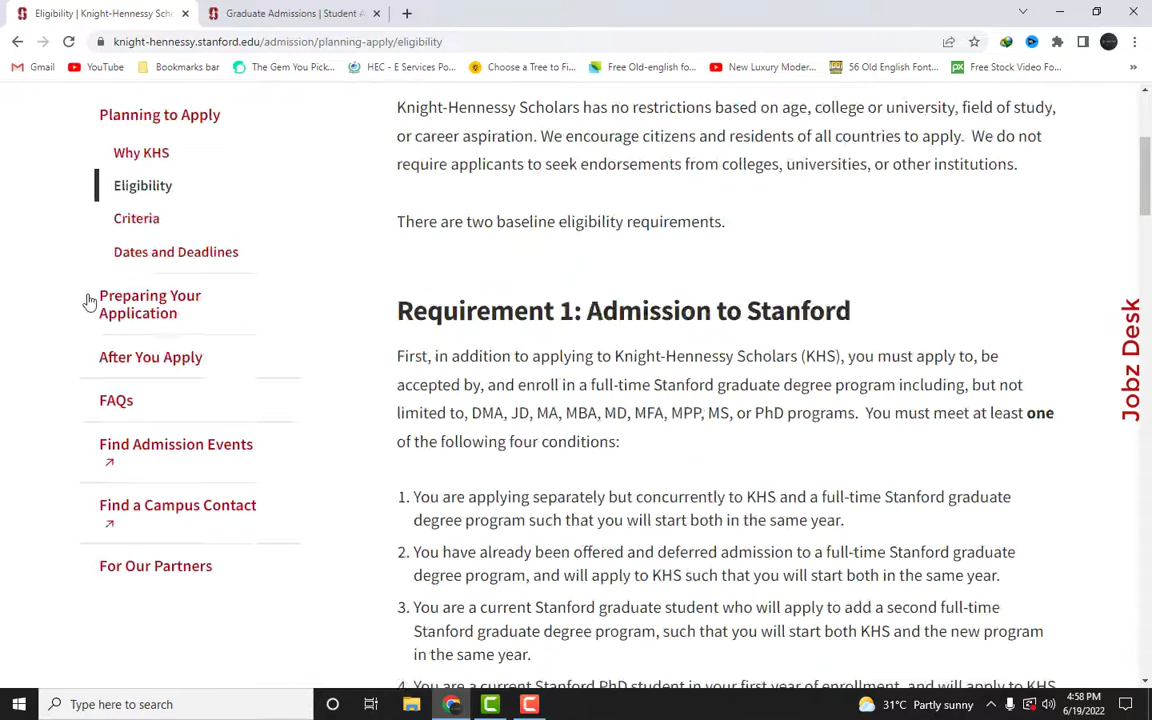 Eligibility | Knight-Hennessy Sch
Graduate Admissions | Student A
knight-hennessy.stanford.edu/admission/planning-apply/eligibility
Gmail
YouTube
Bookmarks bar
The Gem You Pick...
HEC - E Services Po...
Choose a Tree to Fi...
Free Old-english fo...
New Luxury Moder...
56 Old English Font...
Free Stock Video Fo...
Planning to Apply
Why KHS
Eligibility
Criteria
Dates and Deadlines
Preparing Your
Application
After You Apply
FAQs
Find Admission Events
Find a Campus Contact
For Our Partners
Knight-Hennessy Scholars has no restrictions based on age, college or university, field of study,
or career aspiration. We encourage citizens and residents of all countries to apply. We do not
require applicants to seek endorsements from colleges, universities, or other institutions.
There are two baseline eligibility requirements.
Requirement 1: Admission to Stanford
First, in addition to applying to Knight-Hennessy Scholars (KHS), you must apply to, be
accepted by, and enroll in a full-time Stanford graduate degree program including, but not
limited to, DMA, JD, MA, MBA, MD, MFA, MPP, MS, or PhD programs. You must meet at least one
of the following four conditions:
1. You are applying separately but concurrently to KHS and a full-time Stanford graduate
degree program such that you will start both in the same year.
2. You have already been offered and deferred admission to a full-time Stanford graduate
degree program, and will apply to KHS such that you will start both in the same year.
3. You are a current Stanford graduate student who will apply to add a second full-time
Stanford graduate degree program, such that you will start both KHS and the new program
in the same year.
4. You are a current Stanford PhD student in your first year of enrollment, and will apply to KHS
Jobz Desk
Type here to search
31°C Partly sunny
4:58 PM
6/19/2022